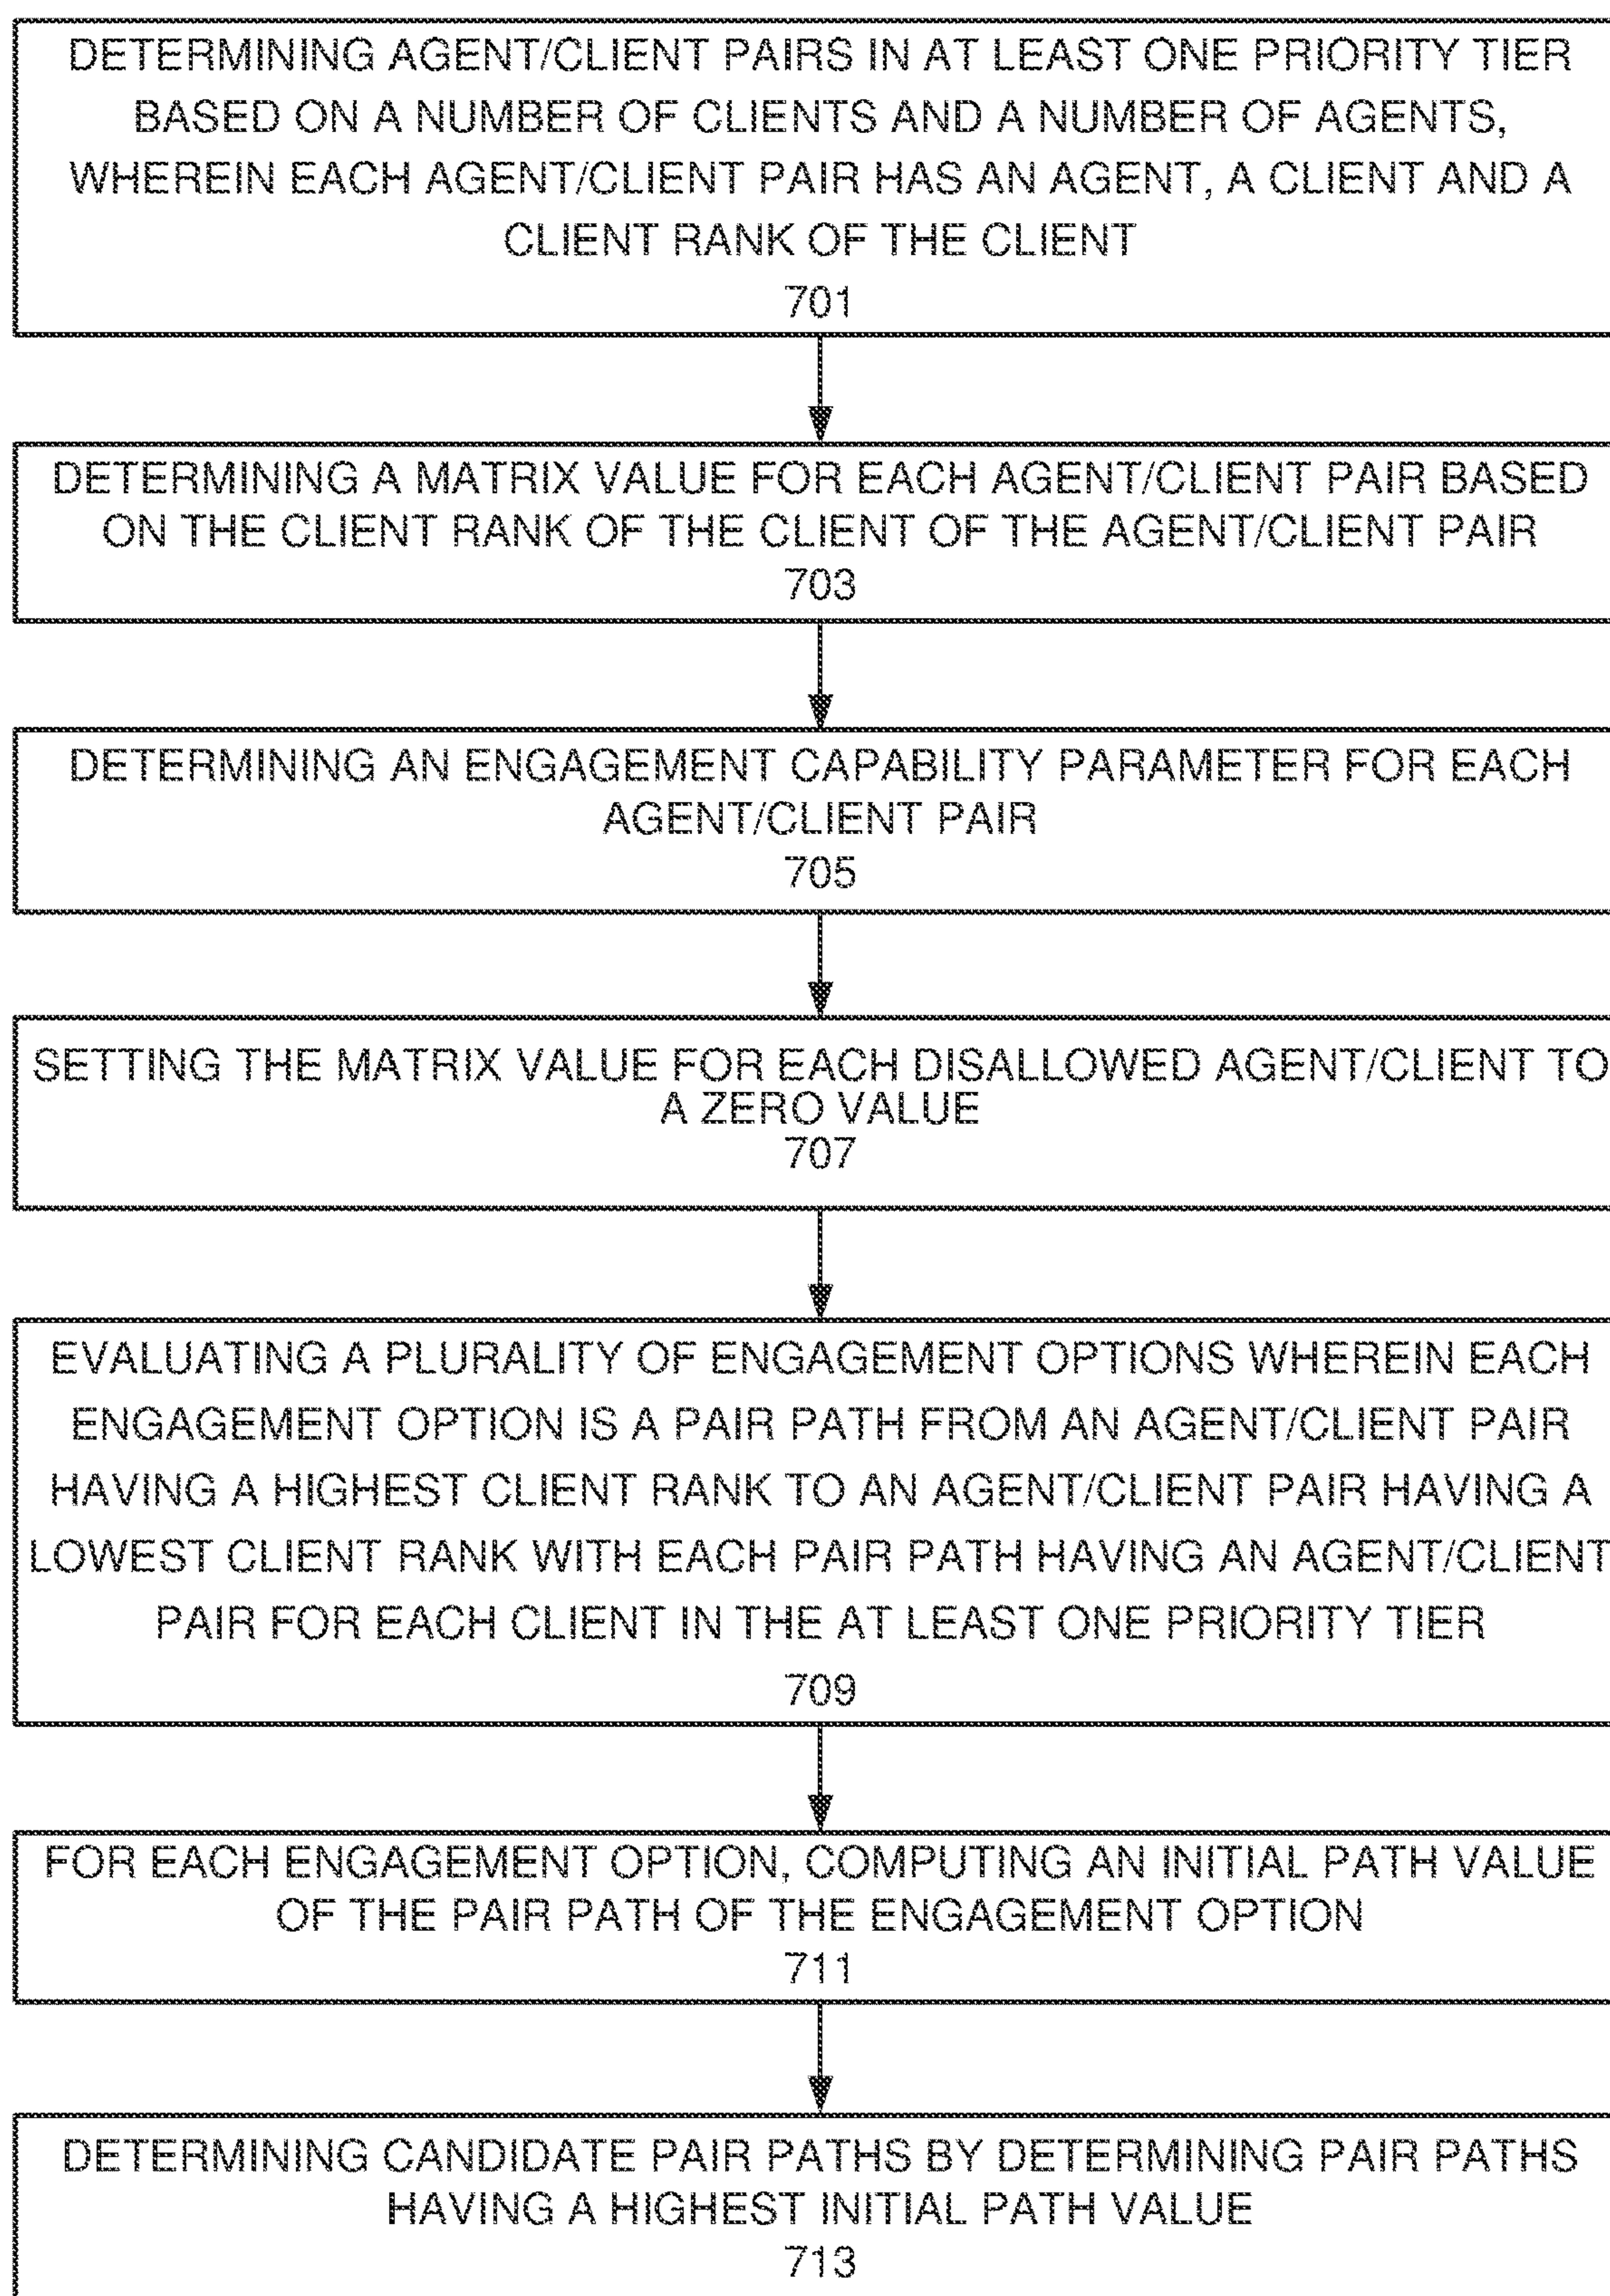 DETERMINING AGENT/CLIENT PAIRS IN AT LEAST ONE PRIORITY TIER
BASED ON A NUMBER OF CLIENTS AND A NUMBER OF AGENTS,
WHEREIN EACH AGENT/CLIENT PAIR HAS AN AGENT, A CLIENT AND A
CLIENT RANK OF THE CLIENT
701
DETERMINING A MATRIX VALUE FOR EACH AGENT/CLIENT PAIR BASED
ON THE CLIENT RANK OF THE CLIENT OF THE AGENT/CLIENT PAIR
703
DETERMINING AN ENGAGEMENT CAPABILITY PARAMETER FOR EACH
AGENT/CLIENT PAIR
705
SETTING THE MATRIX VALUE FOR EACH DISALLOWED AGENT/CLIENT TO
A ZERO VALUE
707
EVALUATING A PLURALITY OF ENGAGEMENT OPTIONS WHEREIN EACH
ENGAGEMENT OPTION IS A PAIR PATH FROM AN AGENT/CLIENT PAIR
HAVING A HIGHEST CLIENT RANK TO AN AGENT/CLIENT PAIR HAVING A
LOWEST CLIENT RANK WITH EACH PAIR PATH HAVING AN AGENT/CLIENT
PAIR FOR EACH CLIENT IN THE AT LEAST ONE PRIORITY TIER
709
FOR EACH ENGAGEMENT OPTION, COMPUTING AN INITIAL PATH VALUE
OF THE PAIR PATH OF THE ENGAGEMENT OPTION
711
DETERMINING CANDIDATE PAIR PATHS BY DETERMINING PAIR PATHS
HAVING A HIGHEST INITIAL PATH VALUE
713